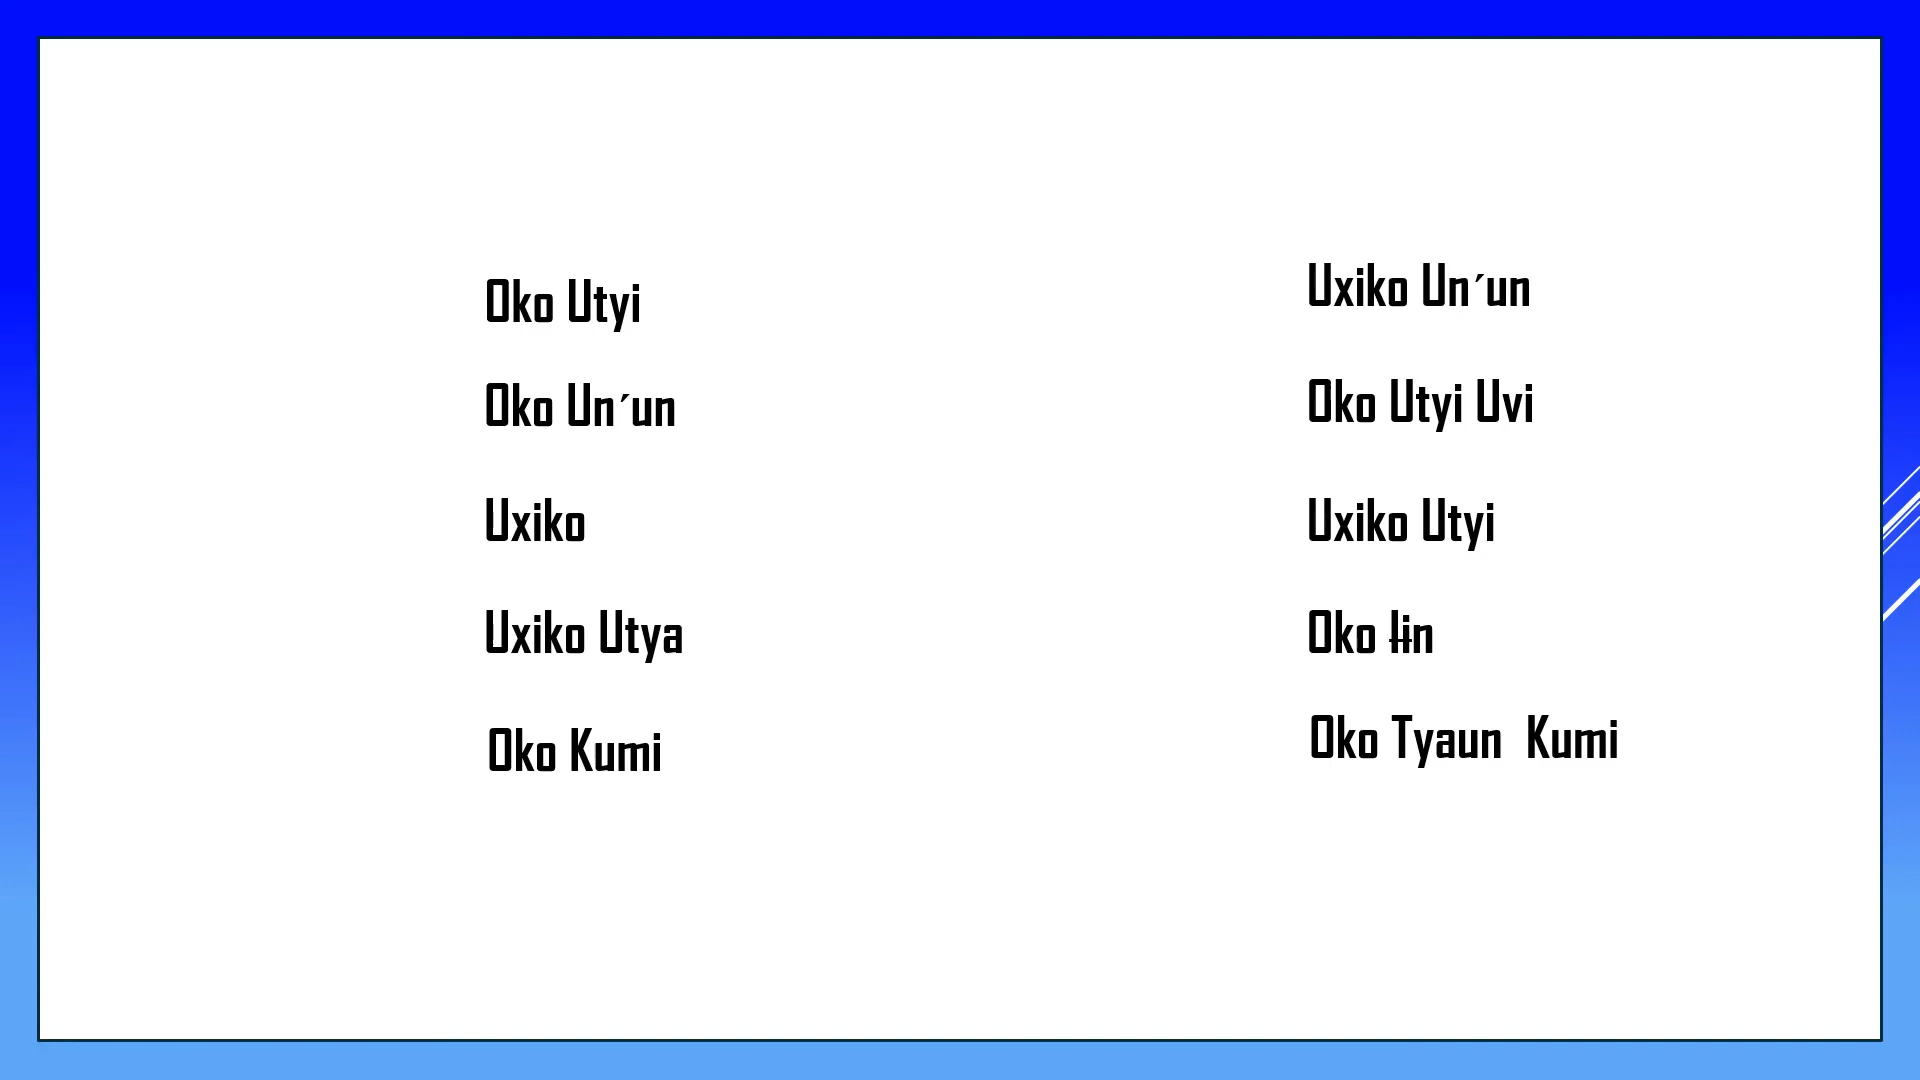 Oko Utyi
Oko Un´un
Uxiko
Uxiko Utya
Oko Kumi
Uxiko Un´un
Oko Utyi Uvi
Uxiko Utyi
Oko Ɨɨn
Oko Tyaun  Kumi